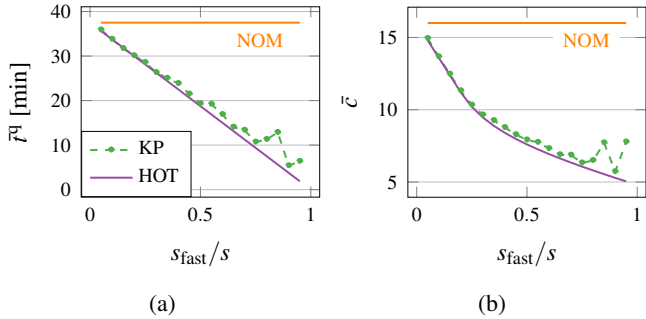 40
30
20
10
0
t̄^q [min]
NOM
KP
HOT
0
0.5
1
s_fast/s
(a)
15
10
5
c̄
NOM
0
0.5
1
s_fast/s
(b)